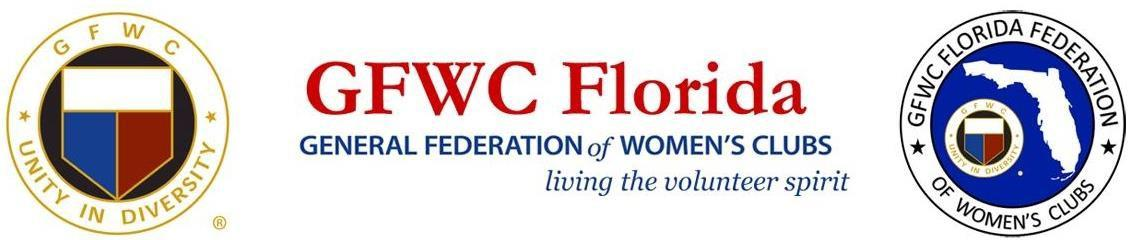 GFWC
UNITY IN DIVERSITY
®
GFWC Florida
GENERAL FEDERATION of WOMEN'S CLUBS
living the volunteer spirit
GFWC FLORIDA FEDERATION
OF WOMEN'S CLUBS
GFWC
UNITY IN DIVERSITY